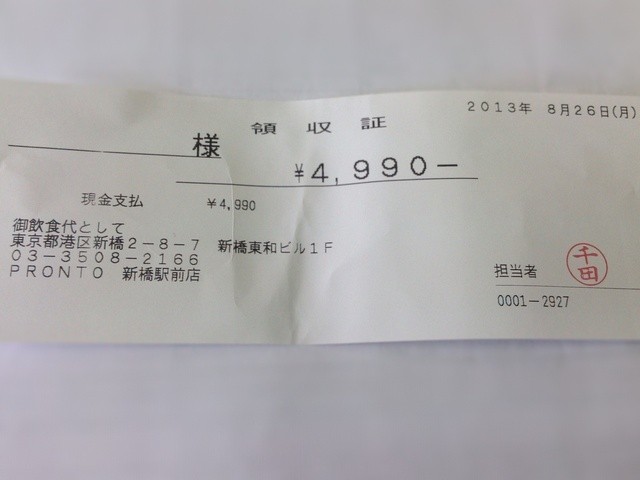 2013年 8月26日(月)
領 収 証
様
¥4,990-
現金支払 ¥4,990
御飲食代として
東京都港区新橋2-8-7 新橋東和ビル1F
03-3508-2166
PRONTO 新橋駅前店
担当者 千田
0001-2927